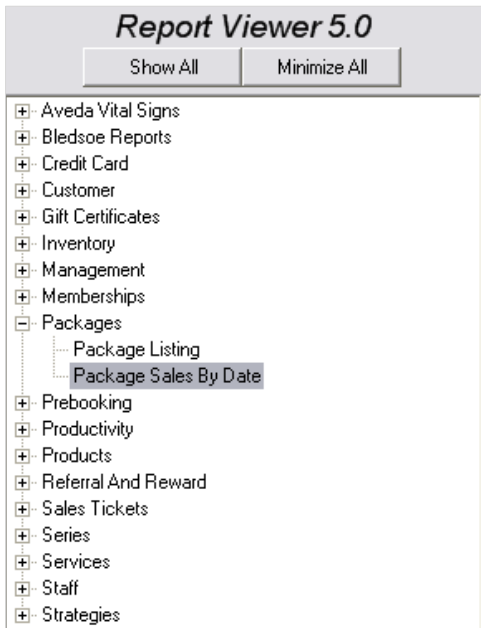 Report Viewer 5.0
Show All Minimize All
Aveda Vital Signs
Bledsoe Reports
Credit Card
Customer
Gift Certificates
Inventory
Management
Memberships
Packages
Package Listing
Package Sales By Date
Prebooking
Productivity
Products
Referral And Reward
Sales Tickets
Series
Services
Staff
Strategies